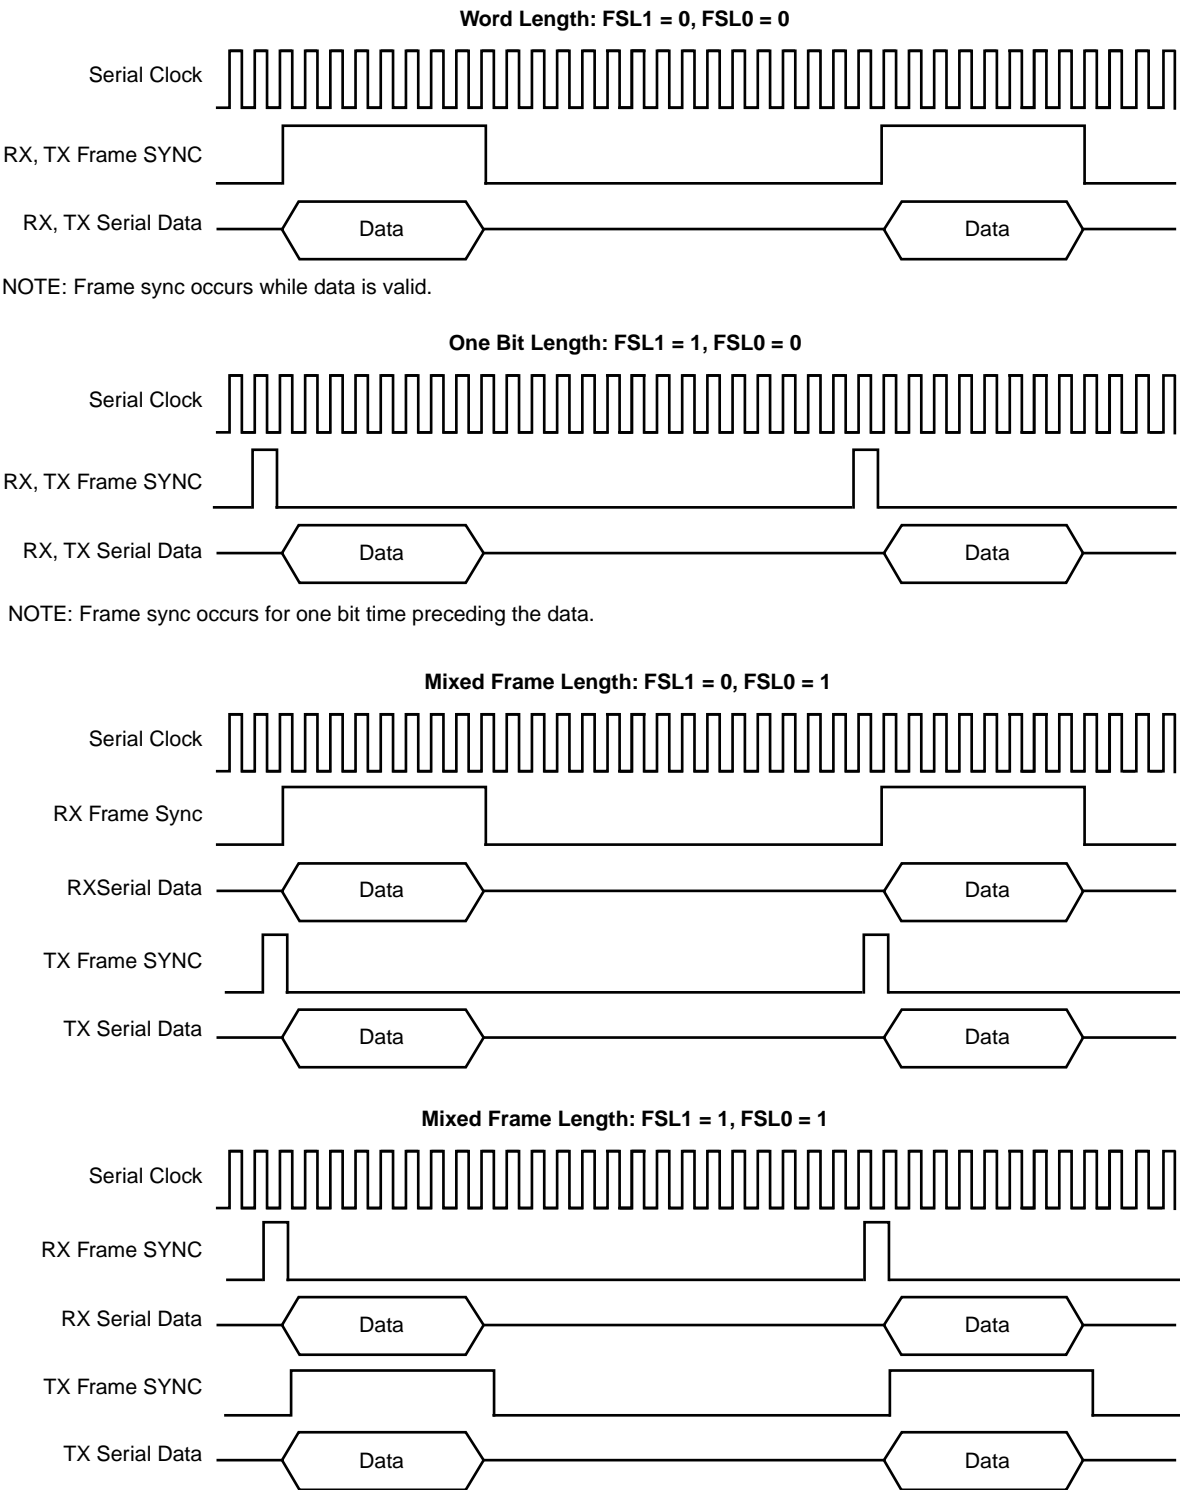 Word Length: FSL1 = 0, FSL0 = 0
Serial Clock
RX, TX Frame SYNC
RX, TX Serial Data
Data
Data
NOTE: Frame sync occurs while data is valid.
One Bit Length: FSL1 = 1, FSL0 = 0
Serial Clock
RX, TX Frame SYNC
RX, TX Serial Data
Data
Data
NOTE: Frame sync occurs for one bit time preceding the data.
Mixed Frame Length: FSL1 = 0, FSL0 = 1
Serial Clock
RX Frame Sync
RXSerial Data
Data
Data
TX Frame SYNC
TX Serial Data
Data
Data
Mixed Frame Length: FSL1 = 1, FSL0 = 1
Serial Clock
RX Frame SYNC
RX Serial Data
Data
Data
TX Frame SYNC
TX Serial Data
Data
Data